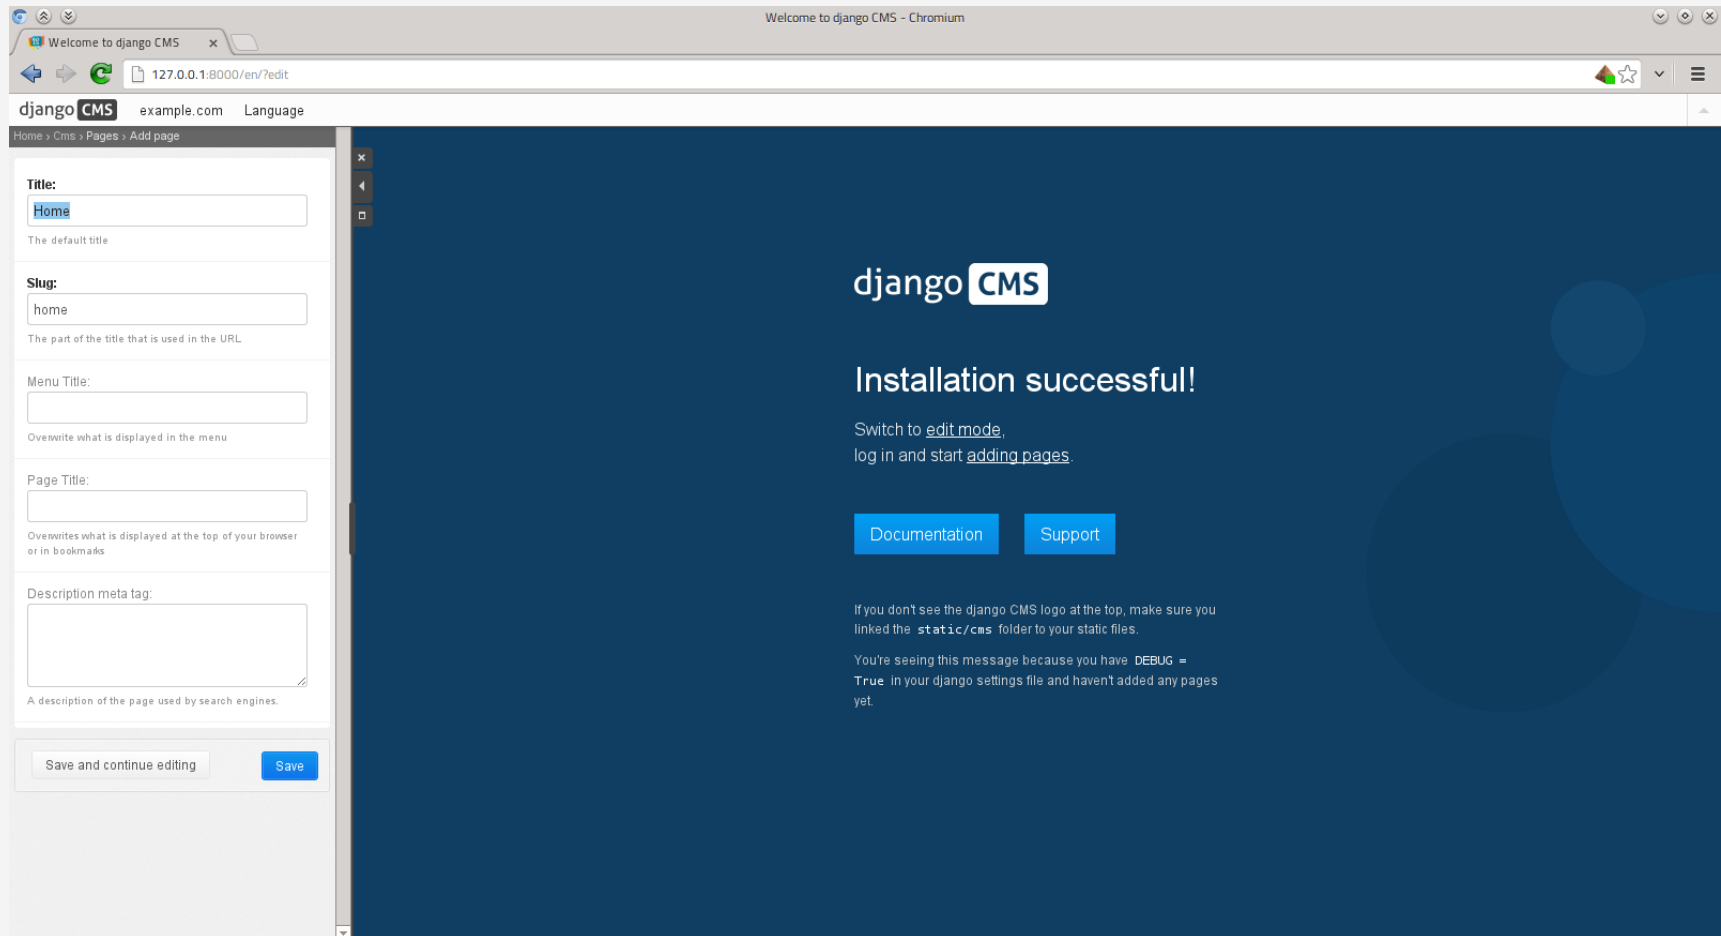 Welcome to django CMS - Chromium
Welcome to django CMS
127.0.0.1:8000/en/?edit
django CMS example.com Language
Home › Cms › Pages › Add page
Title:
Home
The default title
Slug:
home
The part of the title that is used in the URL
Menu Title:
Overwrite what is displayed in the menu
Page Title:
Overwrites what is displayed at the top of your browser
or in bookmarks
Description meta tag:
A description of the page used by search engines.
Save and continue editing Save
django CMS
Installation successful!
Switch to edit mode,
log in and start adding pages.
Documentation Support
If you don't see the django CMS logo at the top, make sure you
linked the static/cms folder to your static files.
You're seeing this message because you have DEBUG =
True in your django settings file and haven't added any pages
yet.